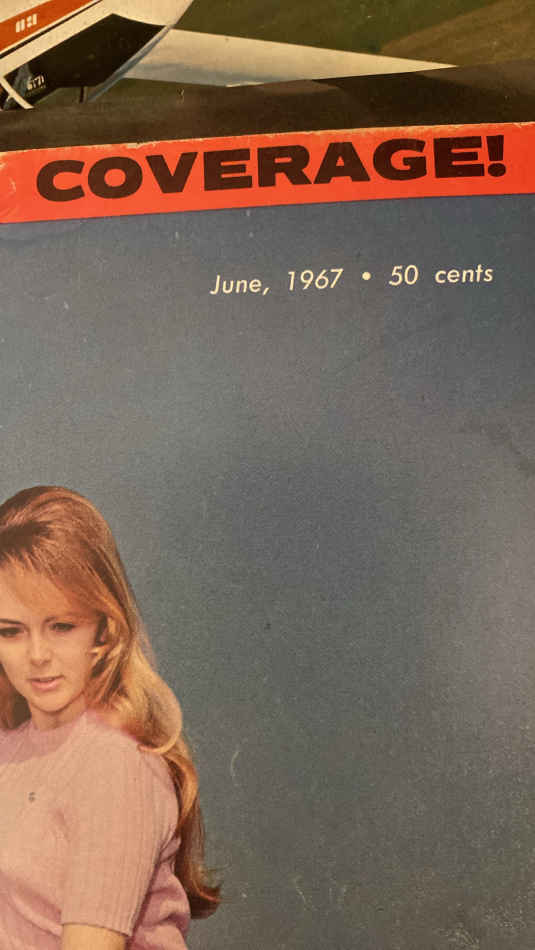 COVERAGE!
June, 1967 • 50 cents